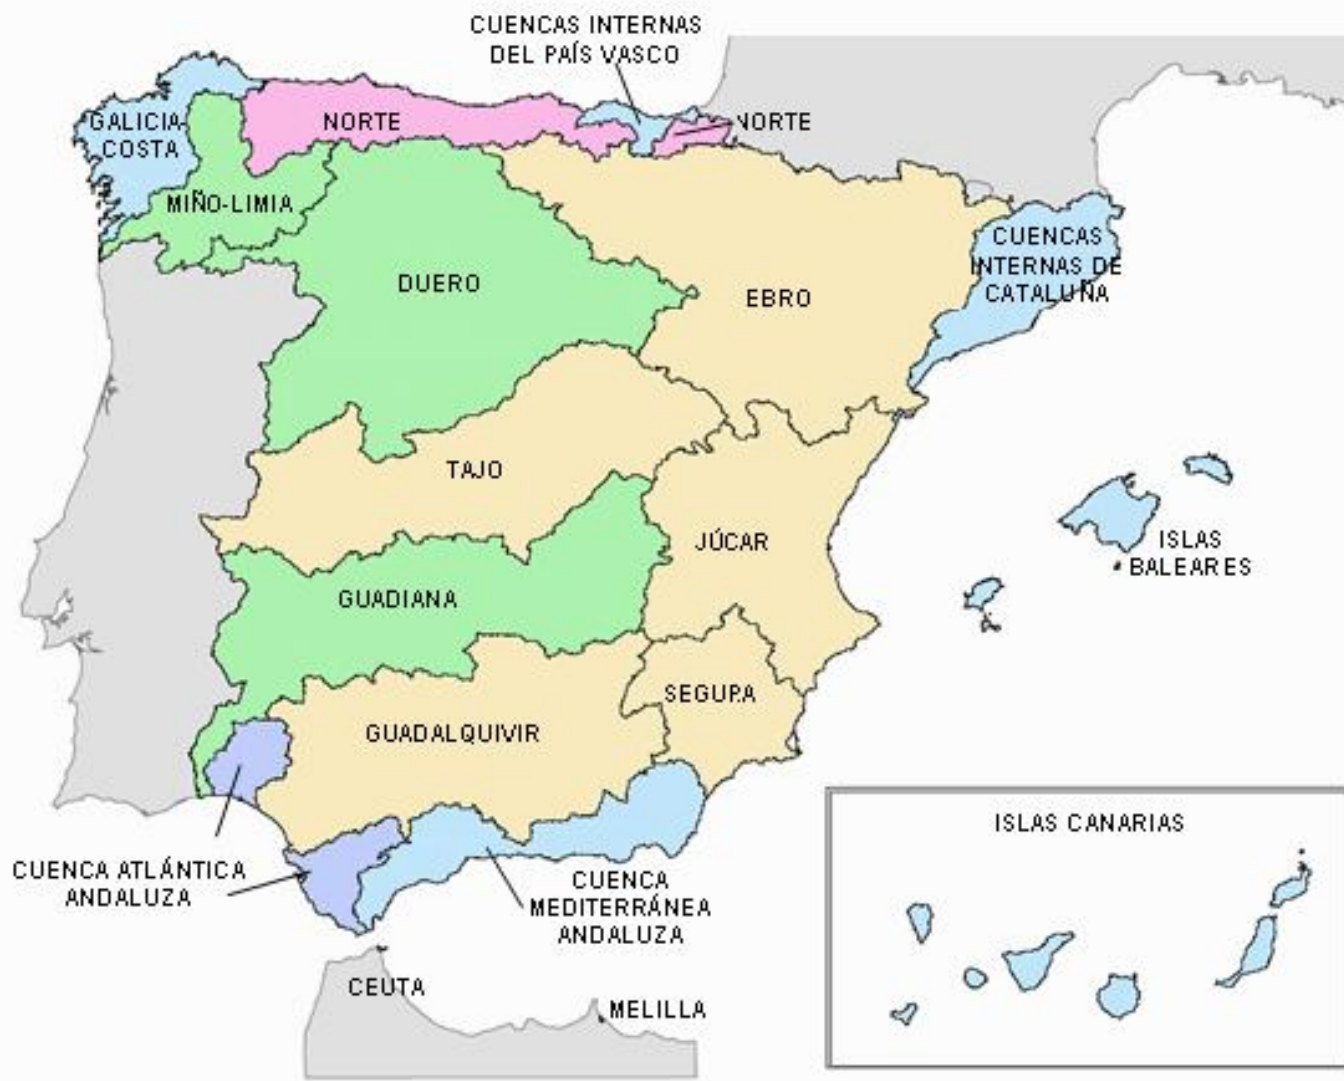 CUENCAS INTERNAS
DEL PAÍS VASCO
GALICIA
COSTA
NORTE
NORTE
MIÑO-LIMIA
DUERO
EBRO
CUENCAS
INTERNAS DE
CATALUÑA
TAJO
JÚCAR
ISLAS
BALEARES
GUADIANA
SEGURA
GUADALQUIVIR
ISLAS CANARIAS
CUENCA ATLÁNTICA
ANDALUZA
CUENCA
MEDITERRÁNEA
ANDALUZA
CEUTA
MELILLA